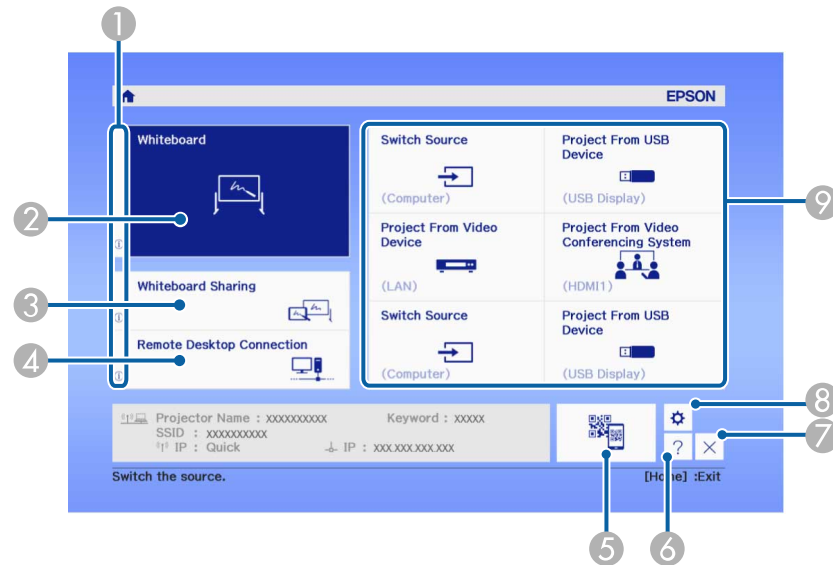 1
EPSON
Whiteboard
2
Whiteboard Sharing
3
Remote Desktop Connection
4
Switch Source
(Computer)
Project From USB
Device
(USB Display)
9
Project From Video
Device
(LAN)
Project From Video
Conferencing System
(HDMI1)
Switch Source
(Computer)
Project From USB
Device
(USB Display)
Projector Name : xxxxxxxxxx Keyword : xxxxx
SSID : xxxxxxxxxx
IP : Quick IP : xxx.xxx.xxx.xxx
8
? ×
7
Switch the source. [Home] :Exit
5 6